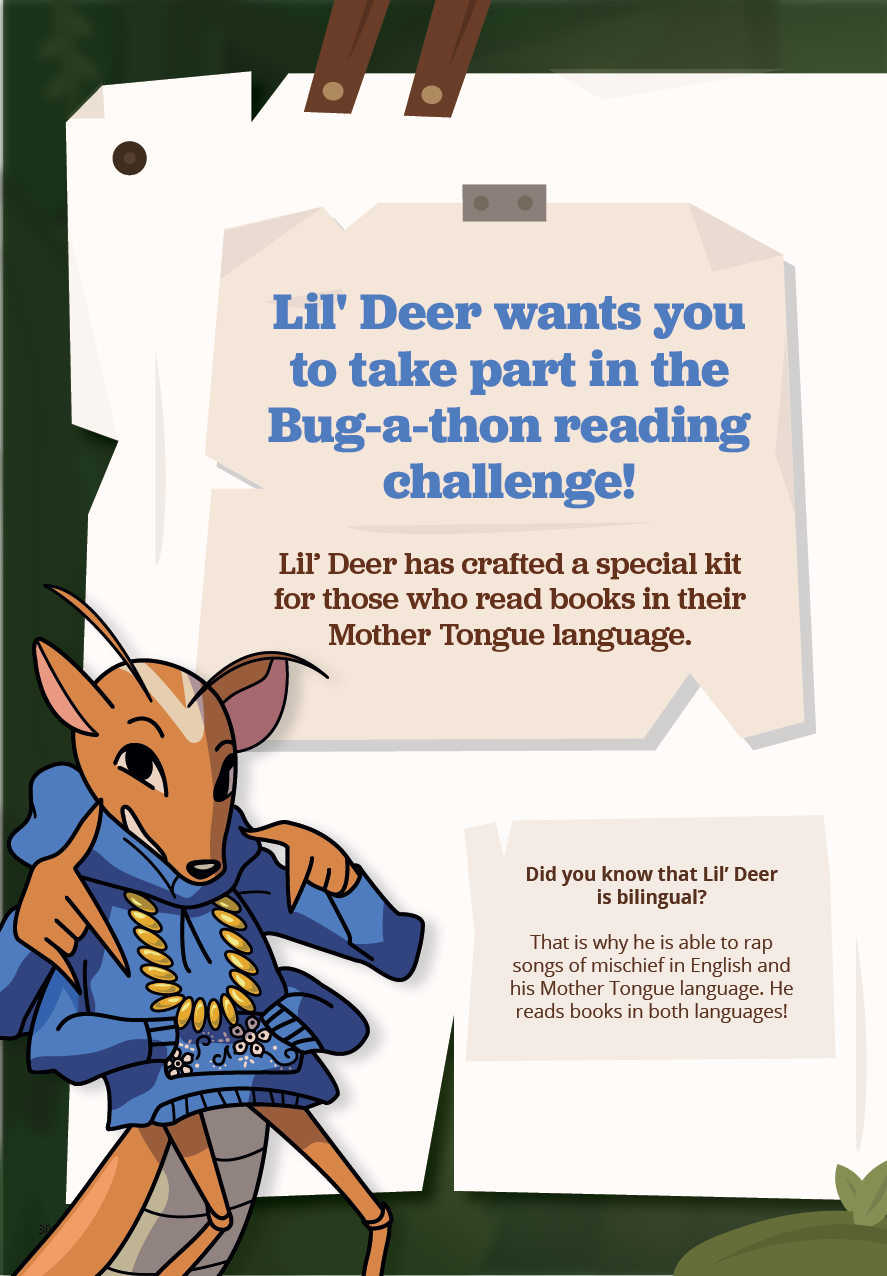 Lil' Deer wants you
to take part in the
Bug-a-thon reading
challenge!
Lil’ Deer has crafted a special kit
for those who read books in their
Mother Tongue language.
Did you know that Lil’ Deer
is bilingual?
That is why he is able to rap
songs of mischief in English and
his Mother Tongue language. He
reads books in both languages!